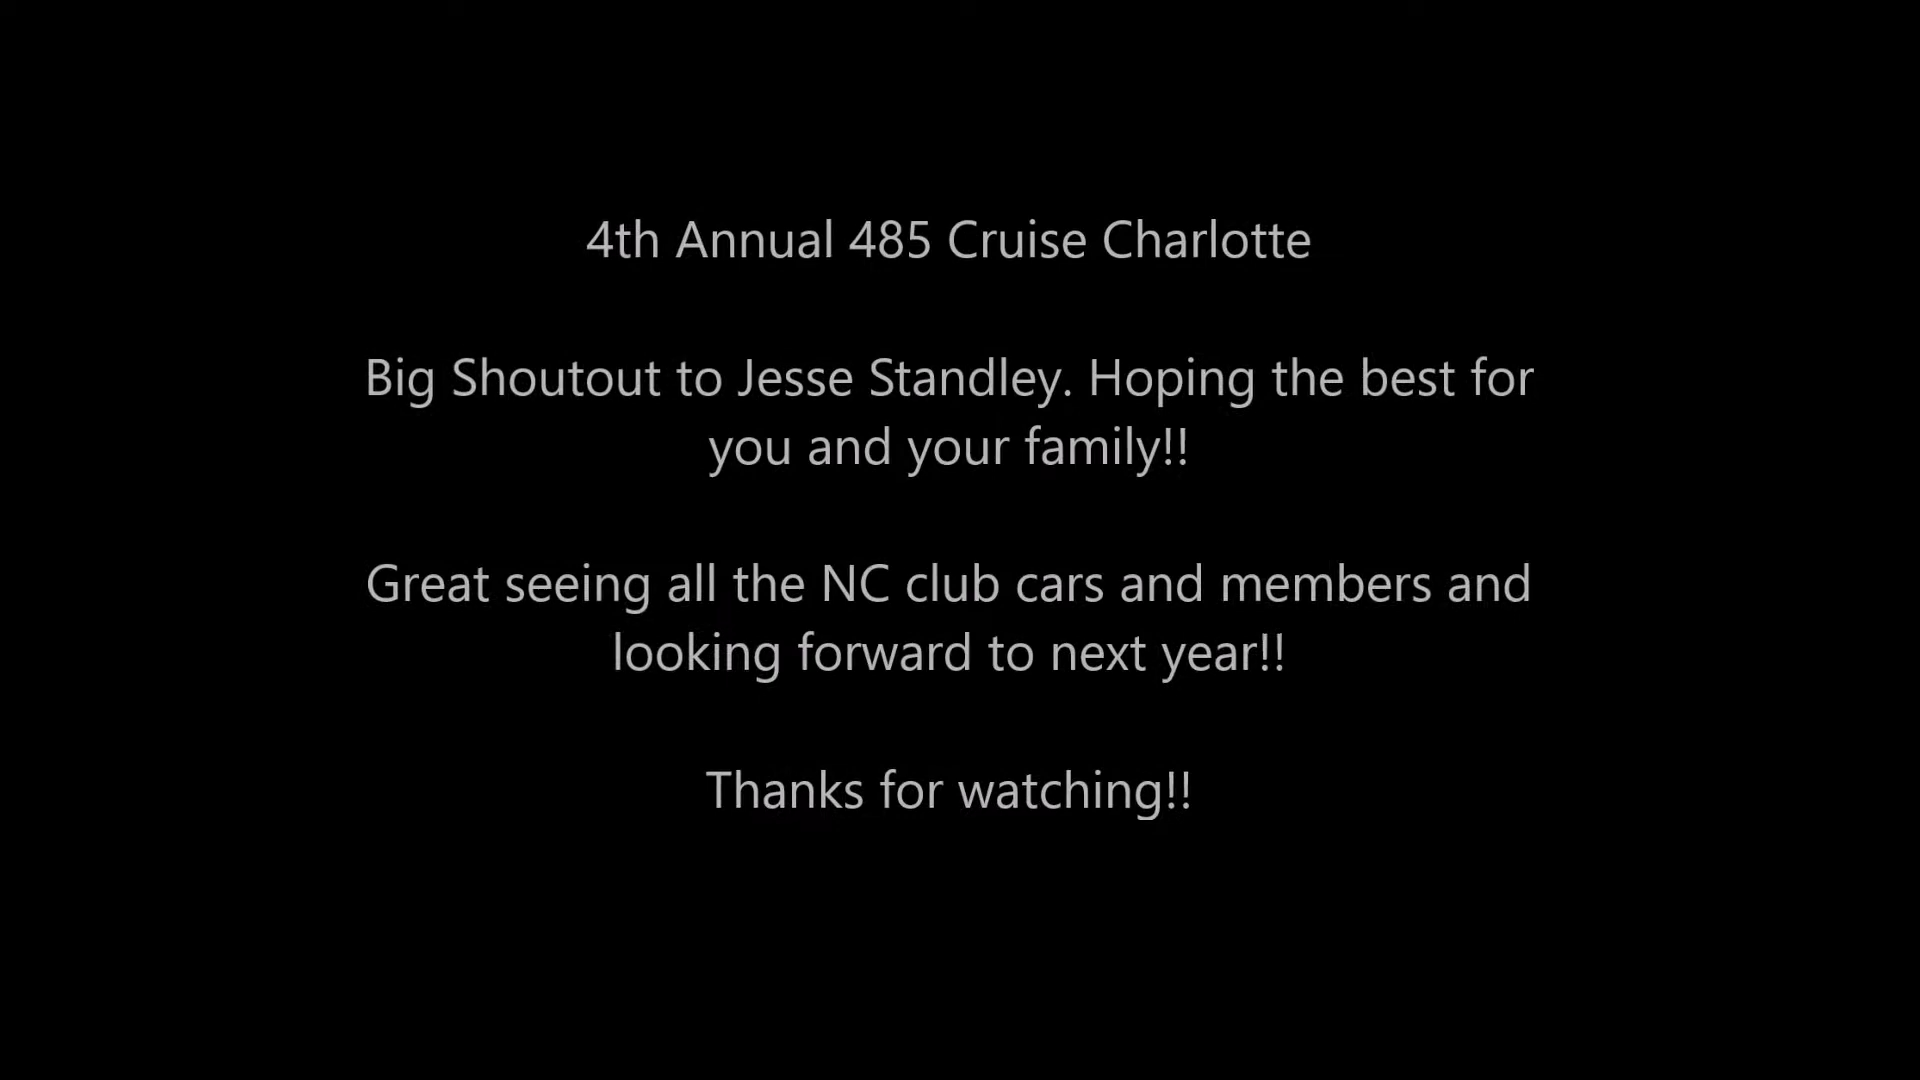 4th Annual 485 Cruise Charlotte
Big Shoutout to Jesse Standley. Hoping the best for
you and your family!!
Great seeing all the NC club cars and members and
looking forward to next year!!
Thanks for watching!!